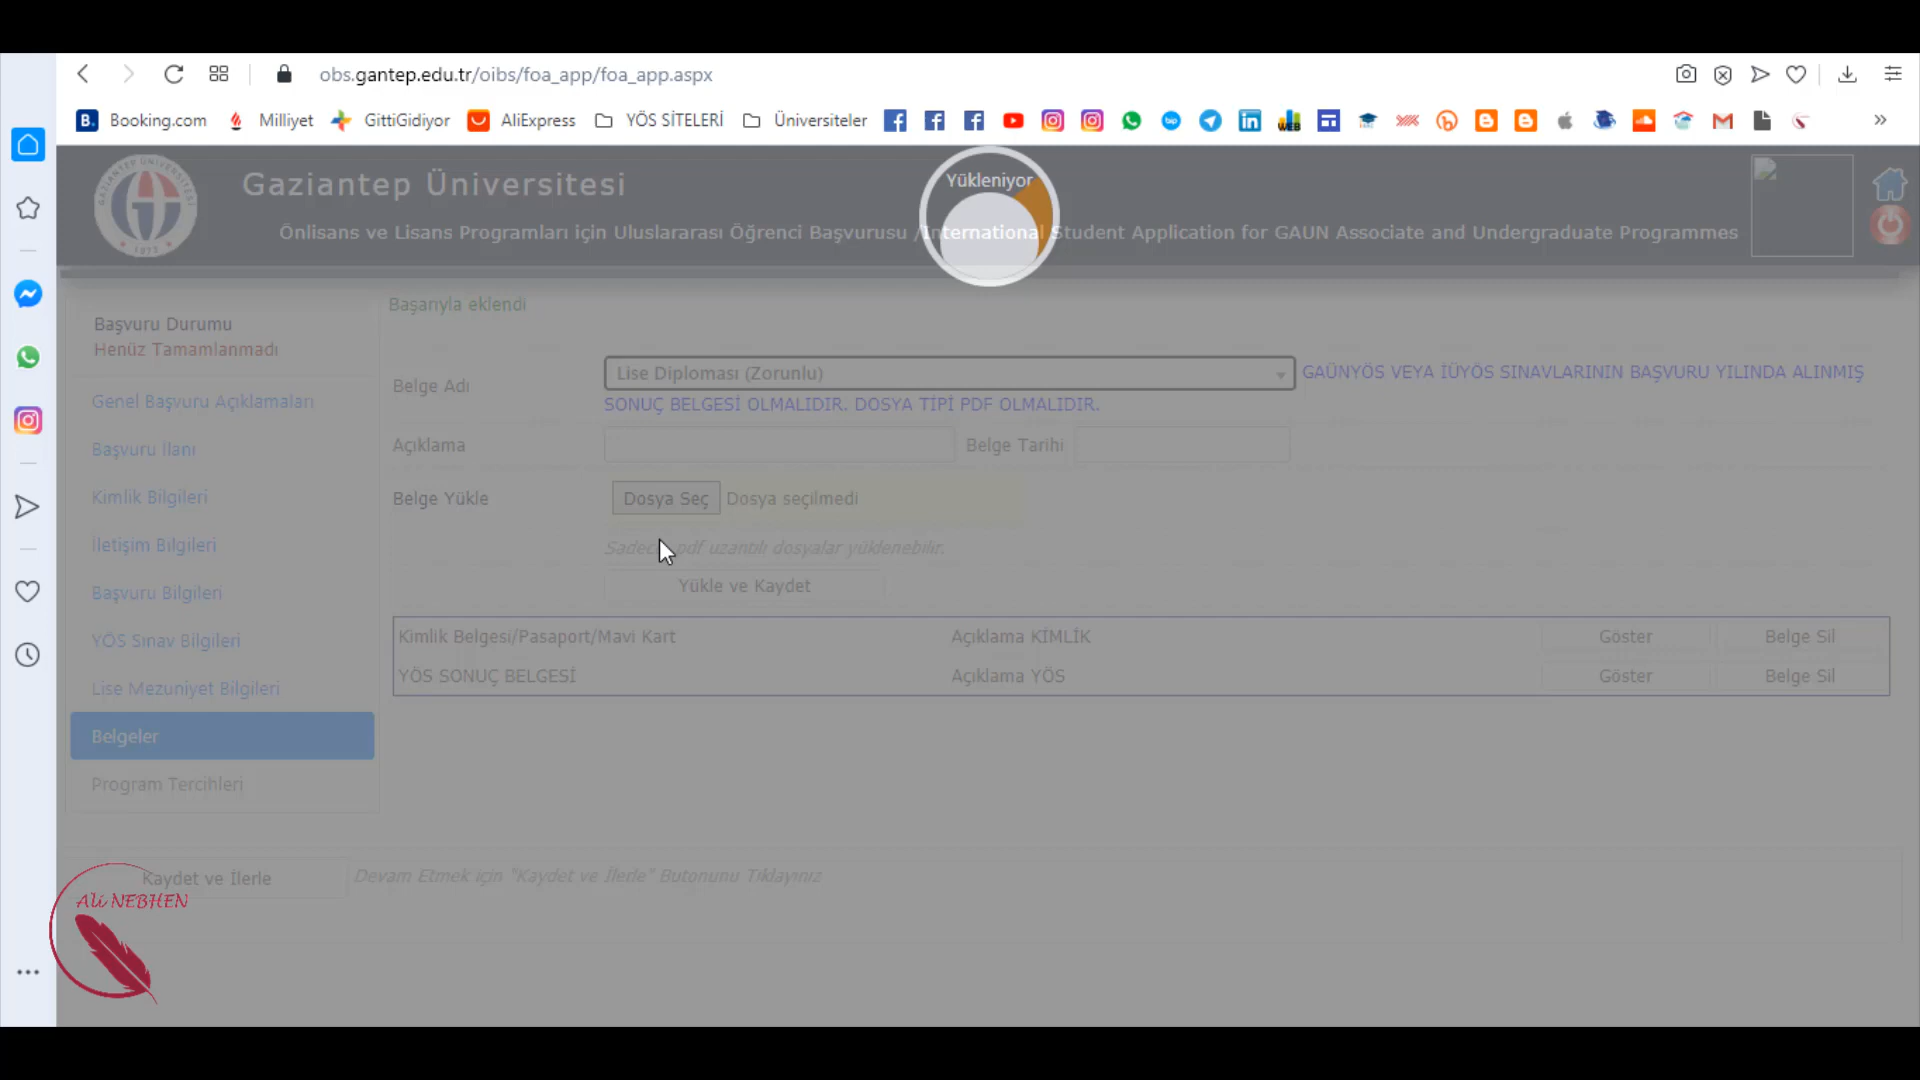 obs.gantep.edu.tr/oibs/foa_app/foa_app.aspx
B. Booking.com Milliyet GittiGidiyor AliExpress YÖS SİTELERİ Üniversiteler
Gaziantep Üniversitesi
Yükleniyor
Önlisans ve Lisans Programları için Uluslararası Öğrenci Başvurusu /International Student Application for GAUN Associate and Undergraduate Programmes
Başvuru Durumu
Henüz Tamamlanmadı
Genel Başvuru Açıklamaları
Başvuru İlanı
Kimlik Bilgileri
İletişim Bilgileri
Başvuru Bilgileri
YÖS Sınav Bilgileri
Lise Mezuniyet Bilgileri
Belgeler
Program Tercihleri
Başarıyla eklendi
Belge Adı Lise Diploması (Zorunlu) GAÜNYÖS VEYA İÜYÖS SINAVLARININ BAŞVURU YILINDA ALINMIŞ
SONUÇ BELGESİ OLMALIDIR. DOSYA TİPİ PDF OLMALIDIR.
Açıklama Belge Tarihi
Belge Yükle Dosya Seç Dosya seçilmedi
Sadece pdf uzantılı dosyalar yüklenebilir.
Yükle ve Kaydet
Kimlik Belgesi/Pasaport/Mavi Kart Açıklama KİMLİK Göster Belge Sil
YÖS SONUÇ BELGESİ Açıklama YÖS Göster Belge Sil
Kaydet ve İlerle Devam Etmek için "Kaydet ve İlerle" Butonunu Tıklayınız
Ali NEBHEN